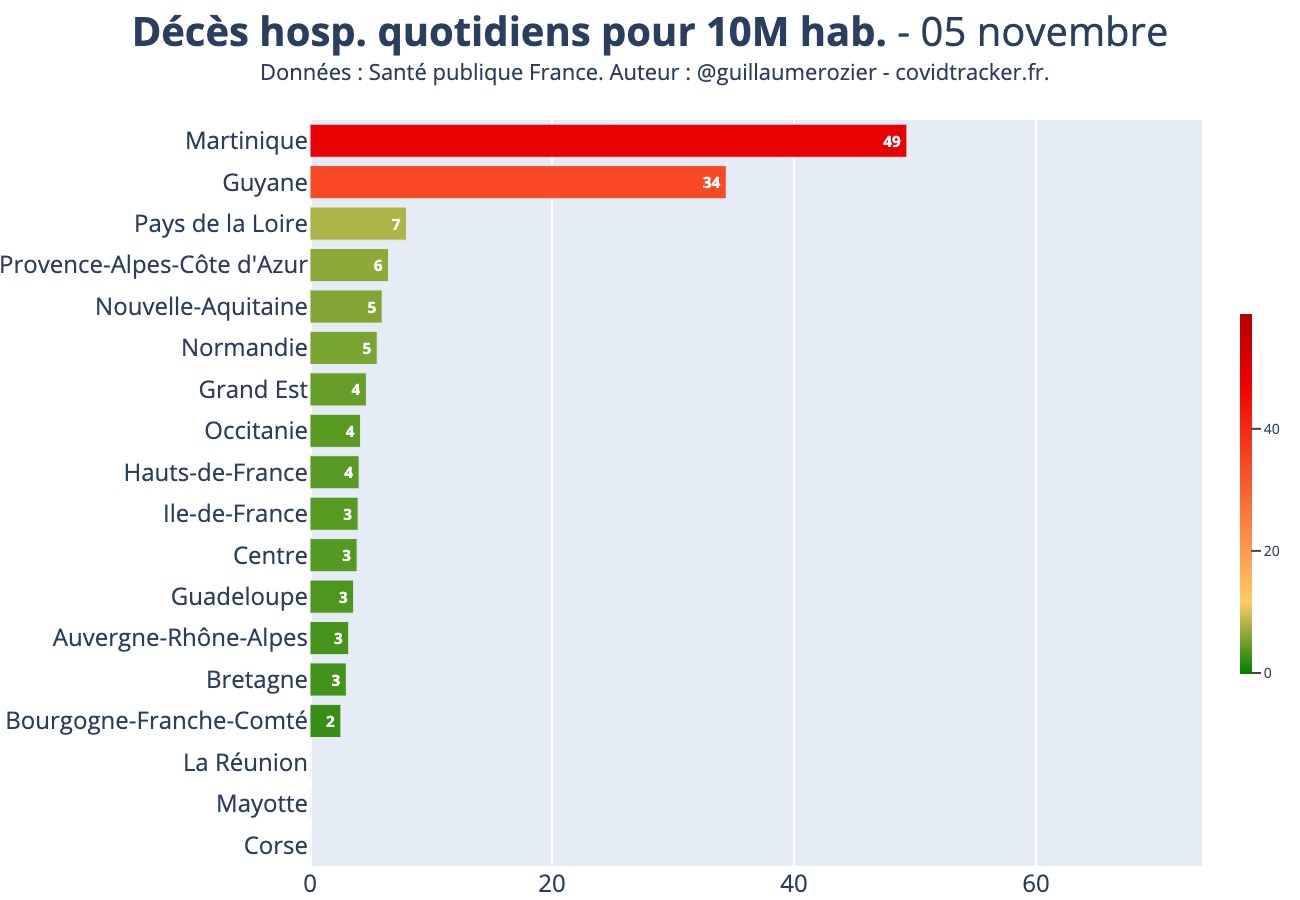 Décès hosp. quotidiens pour 10M hab. - 05 novembre
Données : Santé publique France. Auteur : @guillaumerozier - covidtracker.fr.
Martinique 49
Guyane 34
Pays de la Loire 7
Provence-Alpes-Côte d'Azur 6
Nouvelle-Aquitaine 5
Normandie 5
Grand Est 4
Occitanie 4
Hauts-de-France 4
Ile-de-France 3
Centre 3
Guadeloupe 3
Auvergne-Rhône-Alpes 3
Bretagne 3
Bourgogne-Franche-Comté 2
La Réunion
Mayotte
Corse
0 20 40 60
40
20
0